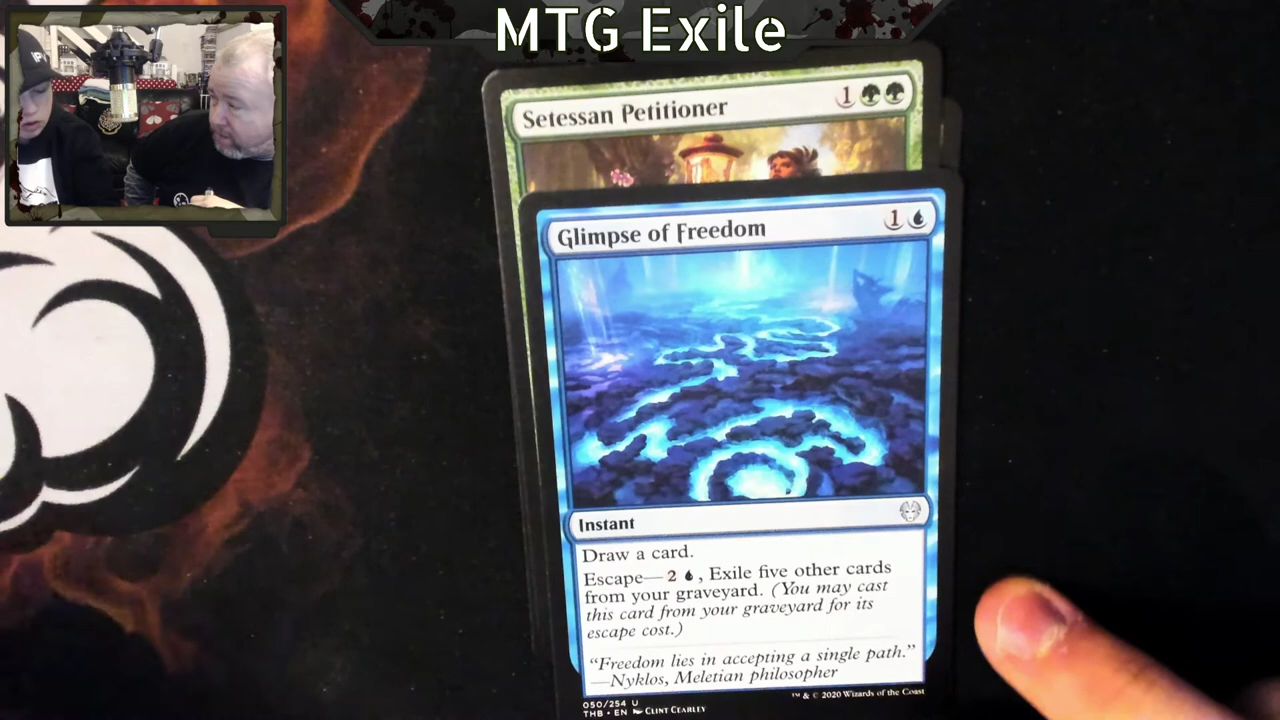 MTG Exile
Setessan Petitioner
1
Glimpse of Freedom
1
Instant
Draw a card.
Escape—2 , Exile five other cards
from your graveyard. (You may cast
this card from your graveyard for its
escape cost.)
“Freedom lies in accepting a single path.”
—Nyklos, Meletian philosopher
050/254 U
THB • EN CLINT CEARLEY
™ & © 2020 Wizards of the Coast